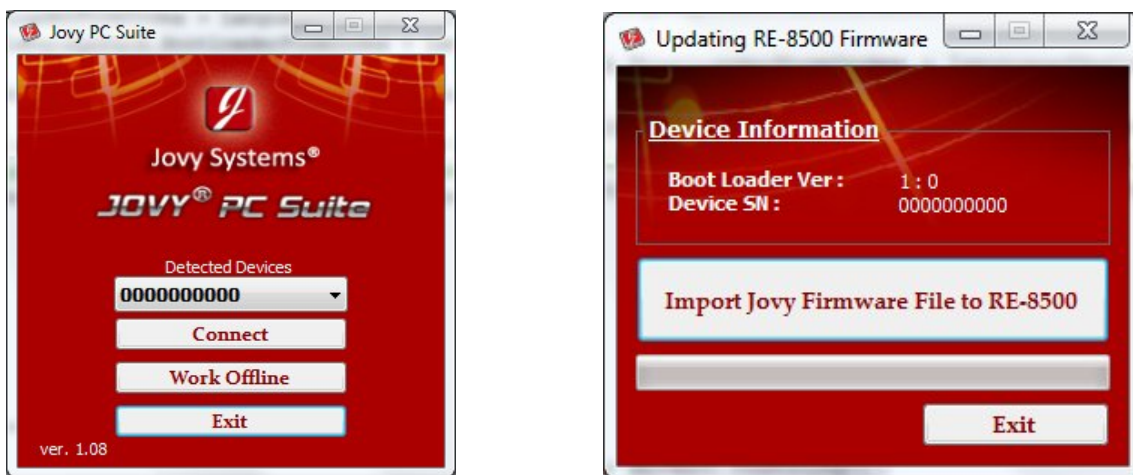 Jovy PC Suite
Jovy Systems®
JOVY® PC Suite
Detected Devices
0000000000
Connect
Work Offline
Exit
ver. 1.08
Updating RE-8500 Firmware
Device Information
Boot Loader Ver : 1 : 0
Device SN : 0000000000
Import Jovy Firmware File to RE-8500
Exit